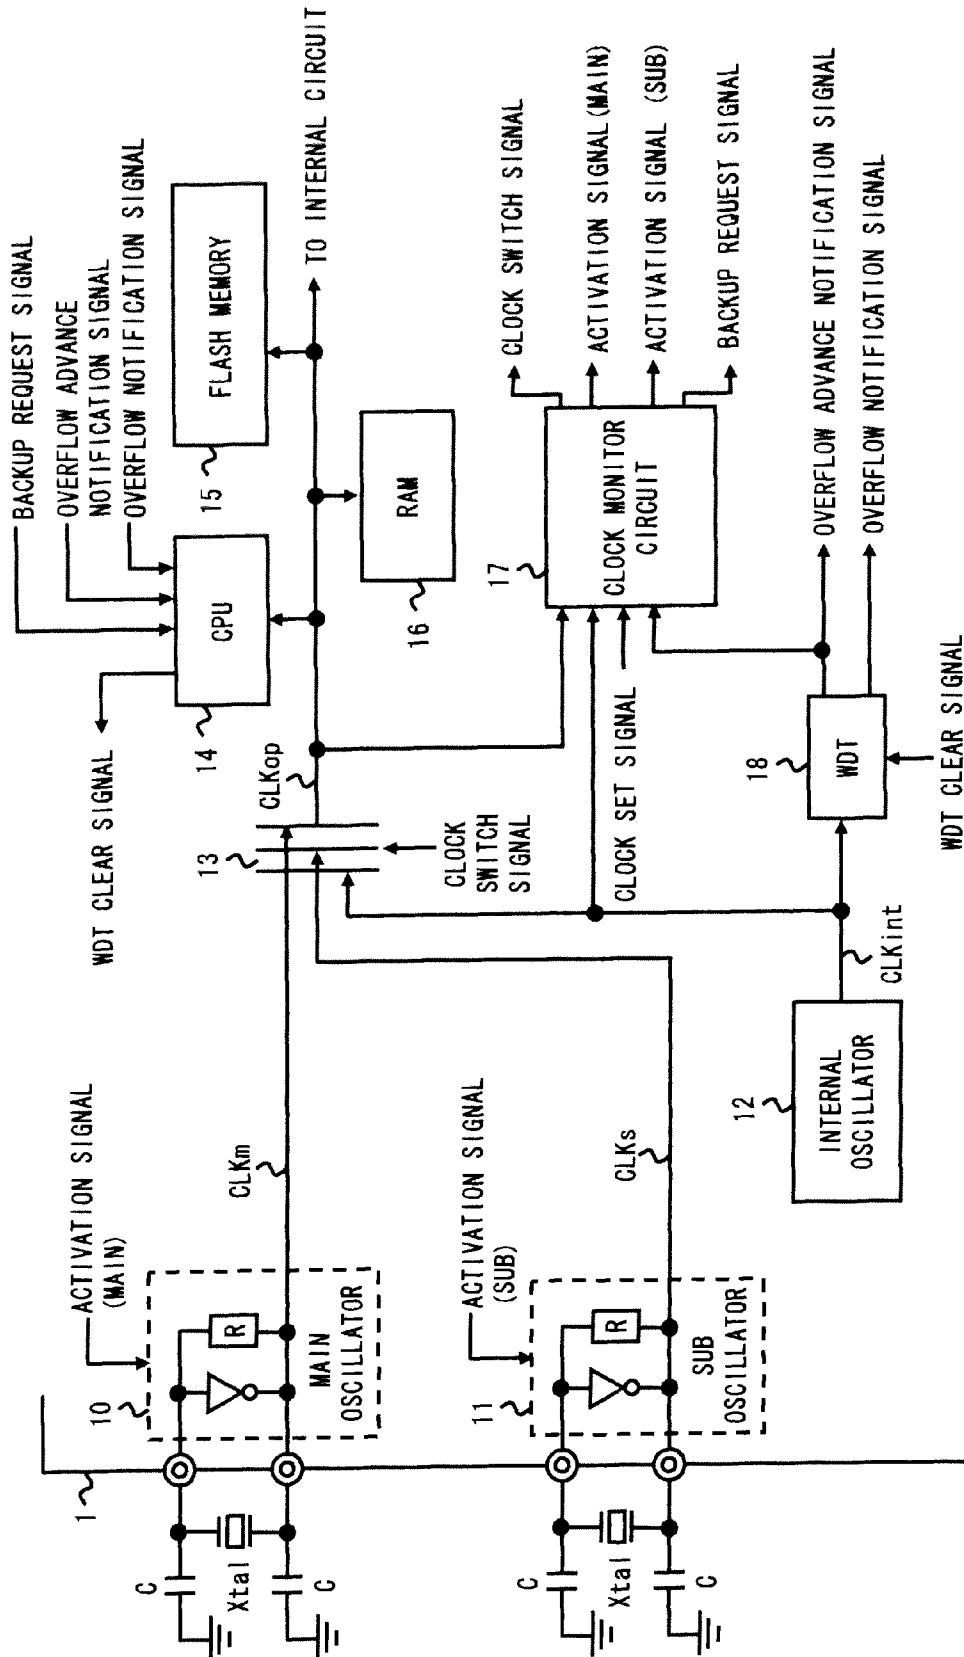 BACKUP REQUEST SIGNAL
OVERFLOW ADVANCE
NOTIFICATION SIGNAL
OVERFLOW NOTIFICATION SIGNAL
WDT CLEAR SIGNAL
CPU
14
FLASH MEMORY
15
TO INTERNAL CIRCUIT
RAM
16
CLKop
13
CLOCK
SWITCH
SIGNAL
ACTIVATION SIGNAL
(MAIN)
10
R
MAIN
OSCILLATOR
CLKm
1
C
Xtal
C
ACTIVATION SIGNAL
(SUB)
11
R
SUB
OSCILLATOR
CLKs
C
Xtal
C
CLOCK SET SIGNAL
17
CLOCK MONITOR
CIRCUIT
CLOCK SWITCH SIGNAL
ACTIVATION SIGNAL(MAIN)
ACTIVATION SIGNAL (SUB)
BACKUP REQUEST SIGNAL
12
INTERNAL
OSCILLATOR
CLKint
18
WDT
WDT CLEAR SIGNAL
OVERFLOW ADVANCE NOTIFICATION SIGNAL
OVERFLOW NOTIFICATION SIGNAL